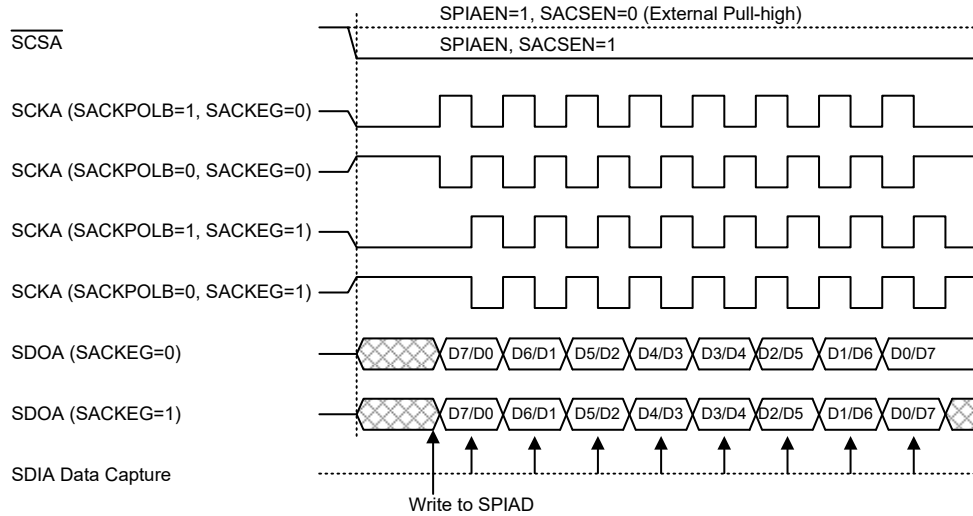 SPIAEN=1, SACSEN=0 (External Pull-high)
SCSA
SPIAEN, SACSEN=1
SCKA (SACKPOLB=1, SACKEG=0)
SCKA (SACKPOLB=0, SACKEG=0)
SCKA (SACKPOLB=1, SACKEG=1)
SCKA (SACKPOLB=0, SACKEG=1)
SDOA (SACKEG=0) D7/D0 D6/D1 D5/D2 D4/D3 D3/D4 D2/D5 D1/D6 D0/D7
SDOA (SACKEG=1) D7/D0 D6/D1 D5/D2 D4/D3 D3/D4 D2/D5 D1/D6 D0/D7
SDIA Data Capture
Write to SPIAD